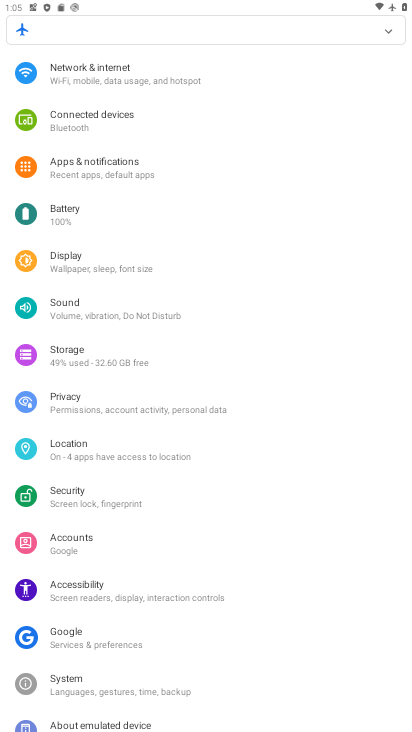 1:05
Network & internet
Wi-Fi, mobile, data usage, and hotspot
Connected devices
Bluetooth
Apps & notifications
Recent apps, default apps
Battery
100%
Display
Wallpaper, sleep, font size
Sound
Volume, vibration, Do Not Disturb
Storage
49% used - 32.60 GB free
Privacy
Permissions, account activity, personal data
Location
On - 4 apps have access to location
Security
Screen lock, fingerprint
Accounts
Google
Accessibility
Screen readers, display, interaction controls
Google
Services & preferences
System
Languages, gestures, time, backup
About emulated device